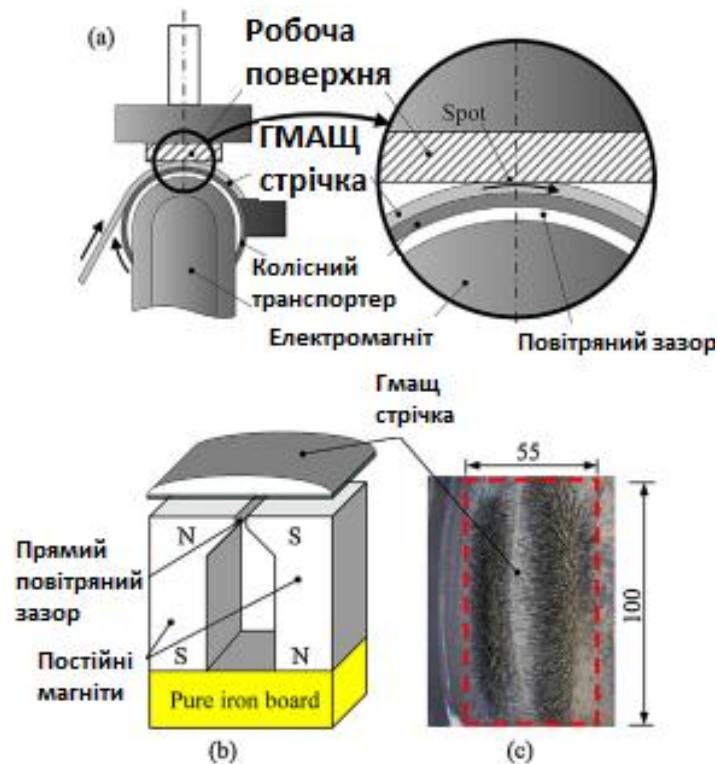 (a)
Робоча
поверхня
Spot
ГМАЩ
стрічка
Колісний
транспортер
Електромагніт
Повітряний зазор
Гмащ
стрічка
55
N
S
Прямий
повітряний
зазор
100
Постійні
магніти
S
N
Pure iron board
(b)
(c)